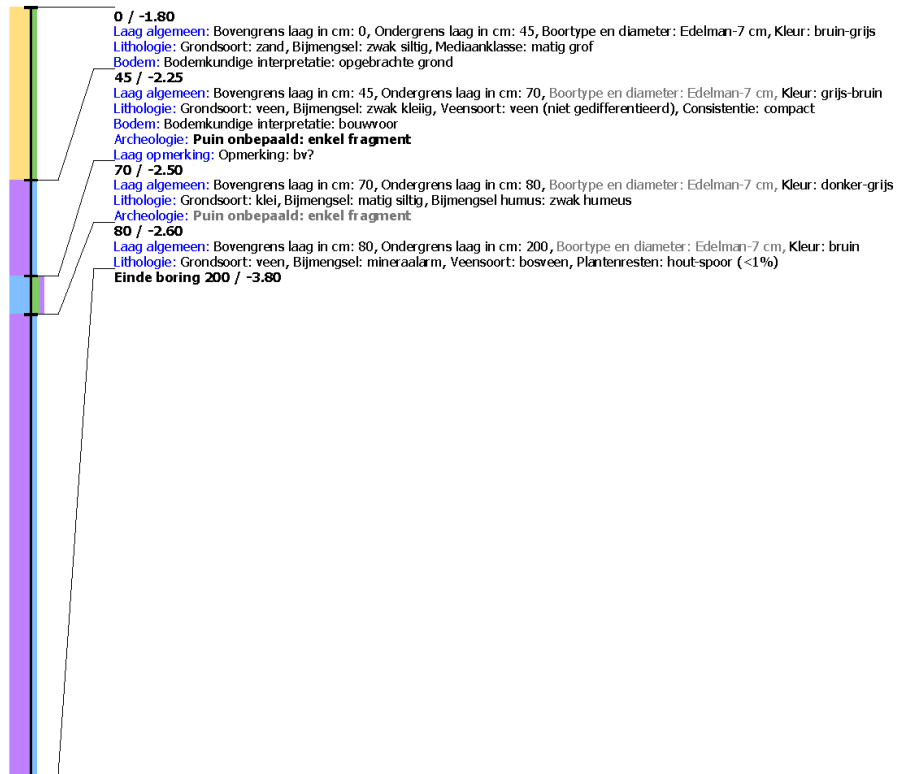 0 / -1.80
Laag algemeen: Bovengrens laag in cm: 0, Ondergrens laag in cm: 45, Boortype en diameter: Edelman-7 cm, Kleur: bruin-grijs
Lithologie: Grondsoort: zand, Bijmengsel: zwak siltig, Mediaanklasse: matig grof
Bodem: Bodemkundige interpretatie: opgebrachte grond
45 / -2.25
Laag algemeen: Bovengrens laag in cm: 45, Ondergrens laag in cm: 70, Boortype en diameter: Edelman-7 cm, Kleur: grijs-bruin
Lithologie: Grondsoort: veen, Bijmengsel: zwak kleiig, Veensoort: veen (niet gedifferentieerd), Consistentie: compact
Bodem: Bodemkundige interpretatie: bouwvoor
Archeologie: Puin onbepaald: enkel fragment
Laag opmerking: Opmerking: bv?
70 / -2.50
Laag algemeen: Bovengrens laag in cm: 70, Ondergrens laag in cm: 80, Boortype en diameter: Edelman-7 cm, Kleur: donker-grijs
Lithologie: Grondsoort: klei, Bijmengsel: matig siltig, Bijmengsel humus: zwak humeus
Archeologie: Puin onbepaald: enkel fragment
80 / -2.60
Laag algemeen: Bovengrens laag in cm: 80, Ondergrens laag in cm: 200, Boortype en diameter: Edelman-7 cm, Kleur: bruin
Lithologie: Grondsoort: veen, Bijmengsel: mineraalarm, Veensoort: bosveen, Plantenresten: hout-spoor (<1%)
Einde boring 200 / -3.80